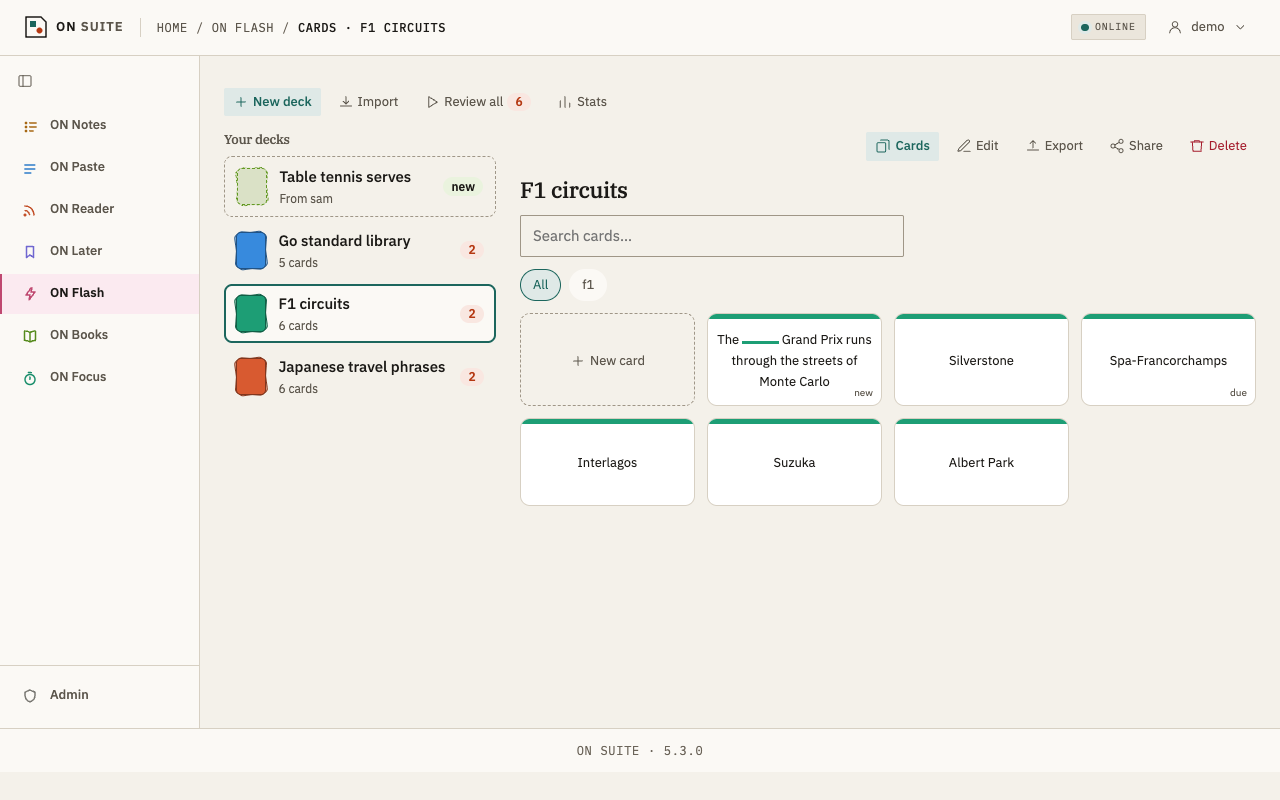 ON SUITE
HOME / ON FLASH / CARDS · F1 CIRCUITS
ONLINE
demo
ON Notes
ON Paste
ON Reader
ON Later
ON Flash
ON Books
ON Focus
Admin
New deck
Import
Review all 6
Stats
Your decks
Table tennis serves
From sam
new
Go standard library
5 cards
2
F1 circuits
6 cards
2
Japanese travel phrases
6 cards
2
Cards
Edit
Export
Share
Delete
F1 circuits
Search cards...
All
f1
New card
The ____ Grand Prix runs
through the streets of
Monte Carlo
new
Silverstone
Spa-Francorchamps
due
Interlagos
Suzuka
Albert Park
ON SUITE · 5.3.0